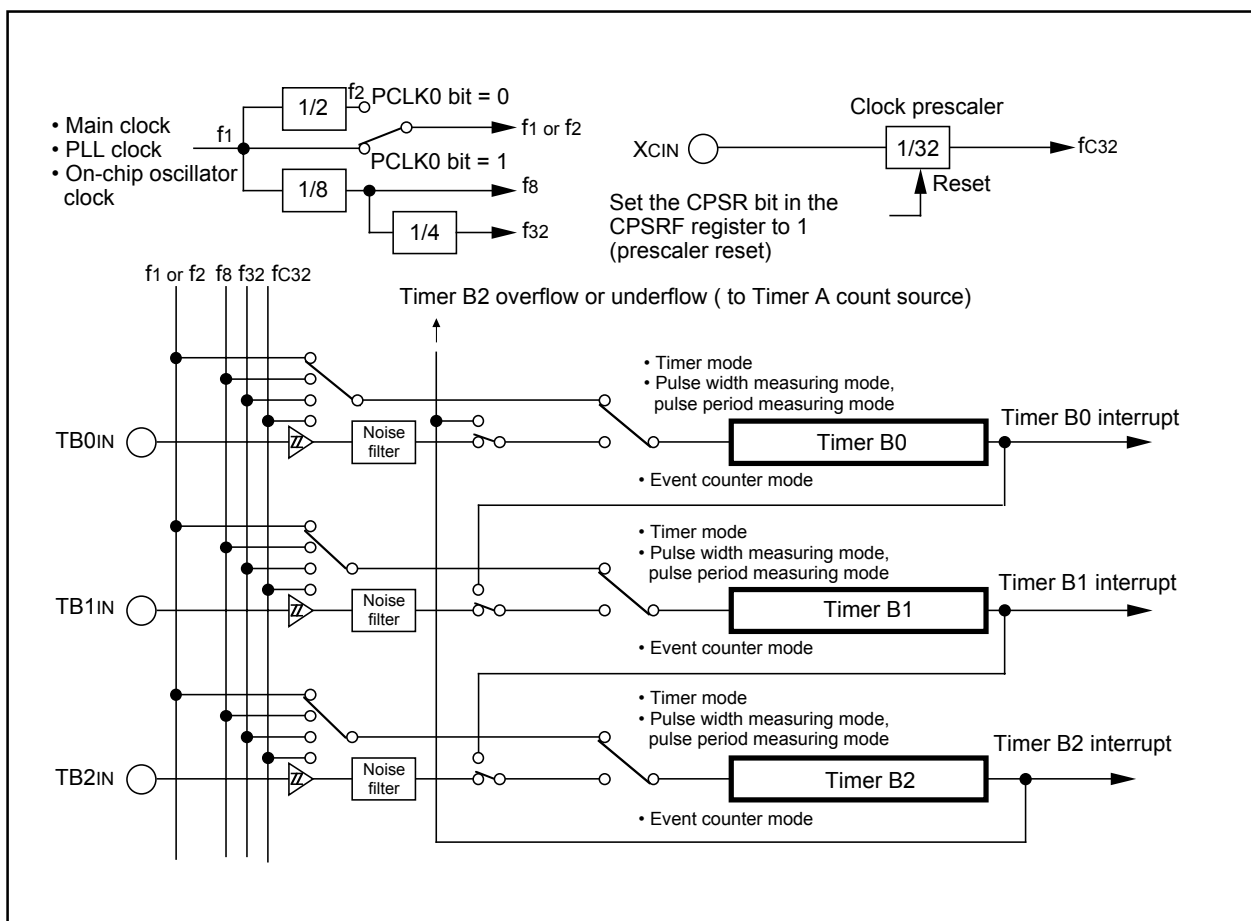 1/2
f2
PCLK0 bit = 0
• Main clock
• PLL clock
• On-chip oscillator
clock
f1
f1 or f2
PCLK0 bit = 1
1/8
f8
1/4
f32
Clock prescaler
XCIN
1/32
fC32
Reset
Set the CPSR bit in the
CPSRF register to 1
(prescaler reset)
f1 or f2 f8 f32 fC32
Timer B2 overflow or underflow ( to Timer A count source)
• Timer mode
• Pulse width measuring mode,
pulse period measuring mode
TB0IN
Noise
filter
Timer B0
Timer B0 interrupt
• Event counter mode
• Timer mode
• Pulse width measuring mode,
pulse period measuring mode
TB1IN
Noise
filter
Timer B1
Timer B1 interrupt
• Event counter mode
• Timer mode
• Pulse width measuring mode,
pulse period measuring mode
TB2IN
Noise
filter
Timer B2
Timer B2 interrupt
• Event counter mode